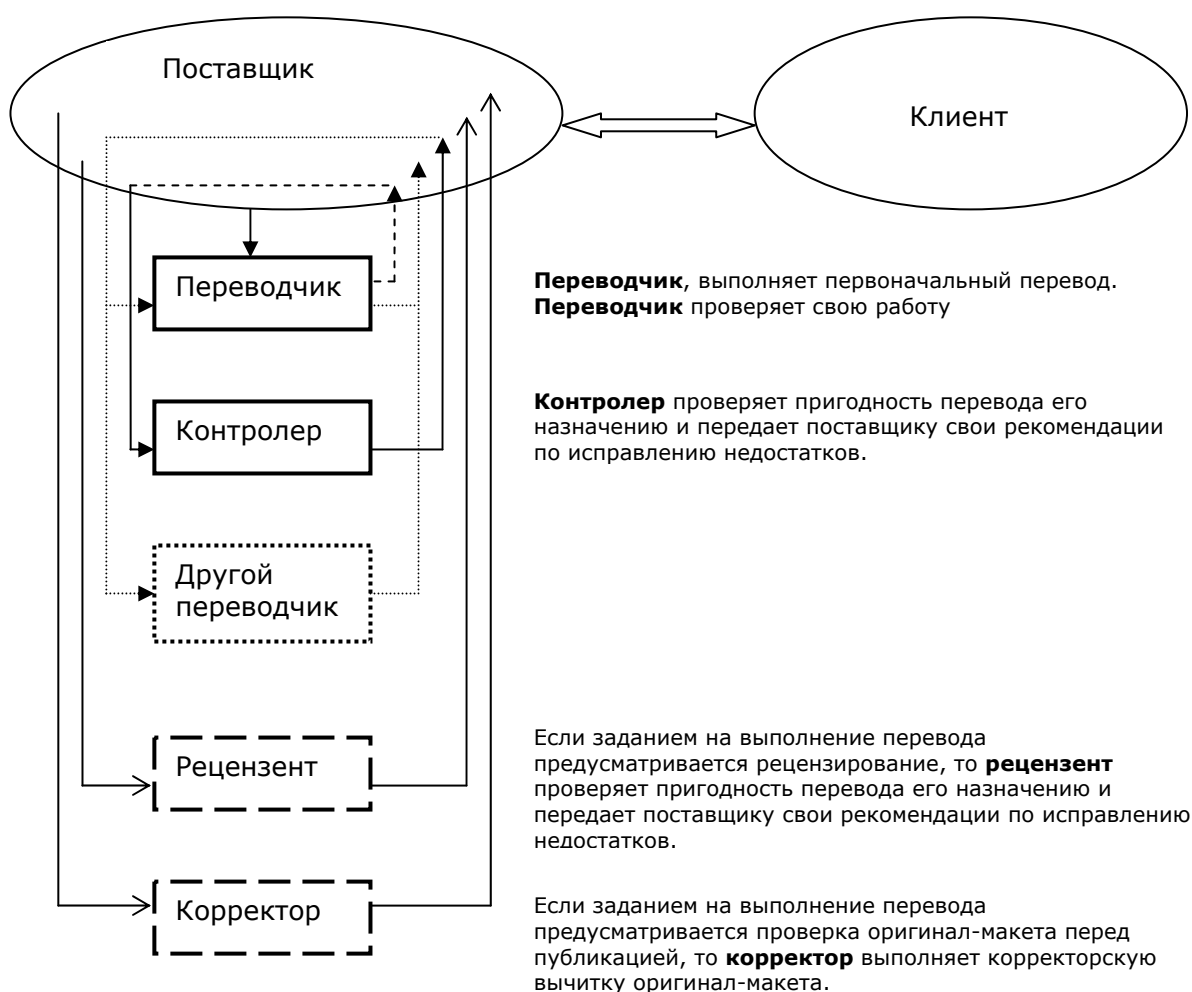 Поставщик
Клиент
Переводчик
Переводчик, выполняет первоначальный перевод.
Переводчик проверяет свою работу
Контролер
Контролер проверяет пригодность перевода его
назначению и передает поставщику свои рекомендации
по исправлению недостатков.
Другой
переводчик
Рецензент
Если заданием на выполнение перевода
предусматривается рецензирование, то рецензент
проверяет пригодность перевода его назначению и
передает поставщику свои рекомендации по исправлению
недостатков.
Корректор
Если заданием на выполнение перевода
предусматривается проверка оригинал-макета перед
публикацией, то корректор выполняет корректорскую
вычитку оригинал-макета.